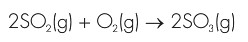 2SO₂(g) + O₂(g) → 2SO₃(g)